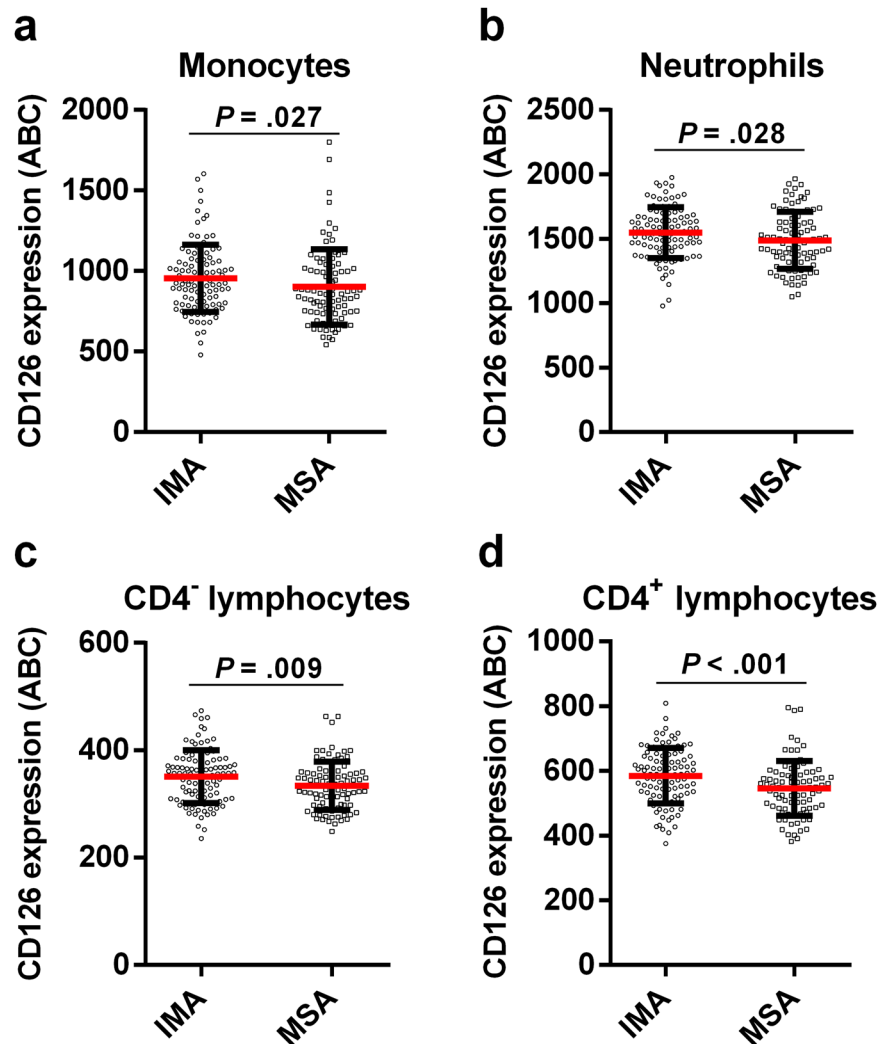 a
Monocytes
CD126 expression (ABC)
2000
1500
1000
500
0
P = .027
IMA
MSA
b
Neutrophils
CD126 expression (ABC)
2500
2000
1500
1000
500
0
P = .028
IMA
MSA
c
CD4⁻ lymphocytes
CD126 expression (ABC)
600
400
200
0
P = .009
IMA
MSA
d
CD4⁺ lymphocytes
CD126 expression (ABC)
1000
800
600
400
200
0
P < .001
IMA
MSA